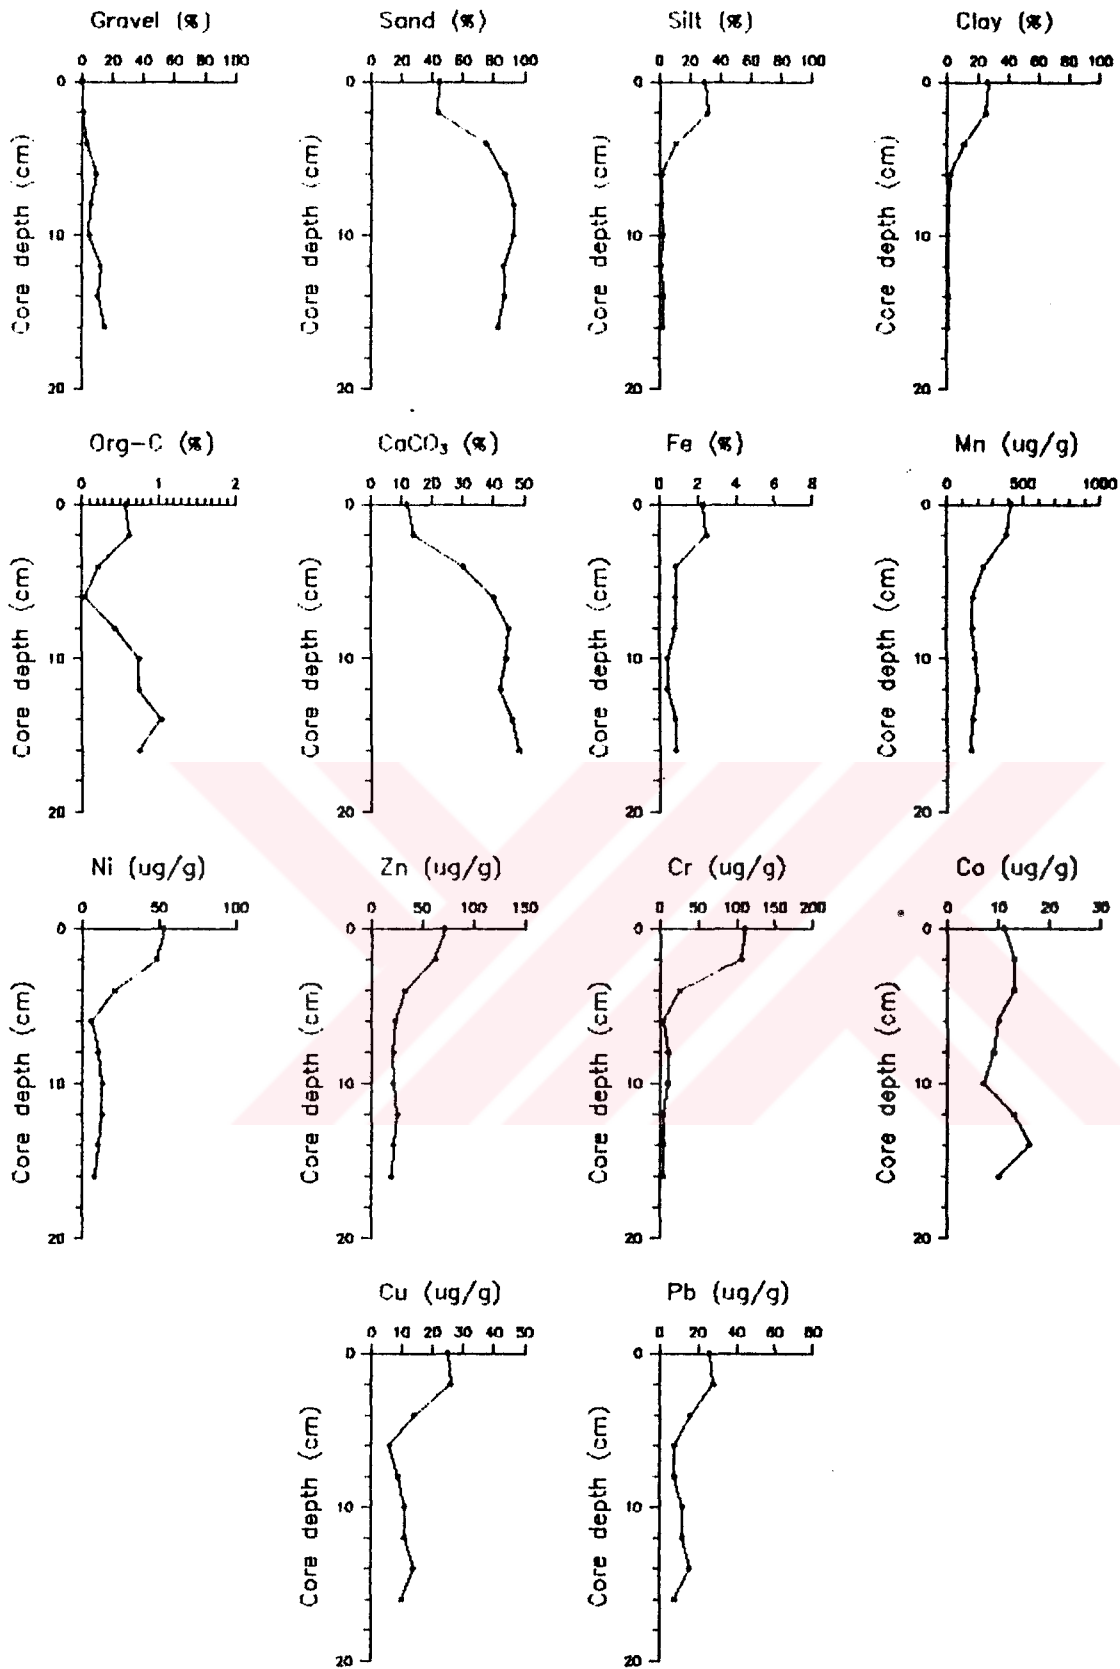 Gravel (%) Sand (%) Silt (%) Clay (%)
0 20 40 60 80 100 0 20 40 60 80 100 0 20 40 60 80 100 0 20 40 60 80 100
0 0 0 0
Core depth (cm) Core depth (cm) Core depth (cm) Core depth (cm)
10 10 10 10
20 20 20 20
Org-C (%) CaCO₃ (%) Fe (%) Mn (ug/g)
0 1 2 0 10 20 30 40 50 0 2 4 6 8 0 500 1000
0 0 0 0
Core depth (cm) Core depth (cm) Core depth (cm) Core depth (cm)
10 10 10 10
20 20 20 20
Ni (ug/g) Zn (ug/g) Cr (ug/g) Co (ug/g)
0 50 100 0 50 100 150 0 50 100 150 200 0 10 20 30
0 0 0 0
Core depth (cm) Core depth (cm) Core depth (cm) Core depth (cm)
10 10 10 10
20 20 20 20
Cu (ug/g) Pb (ug/g)
0 10 20 30 40 50 0 20 40 60 80
0 0
Core depth (cm) Core depth (cm)
10 10
20 20